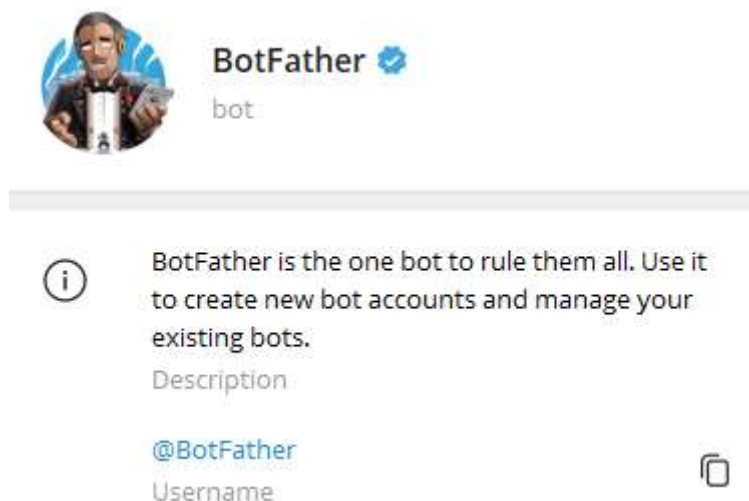 BotFather
bot
BotFather is the one bot to rule them all. Use it
to create new bot accounts and manage your
existing bots.
Description
@BotFather
Username